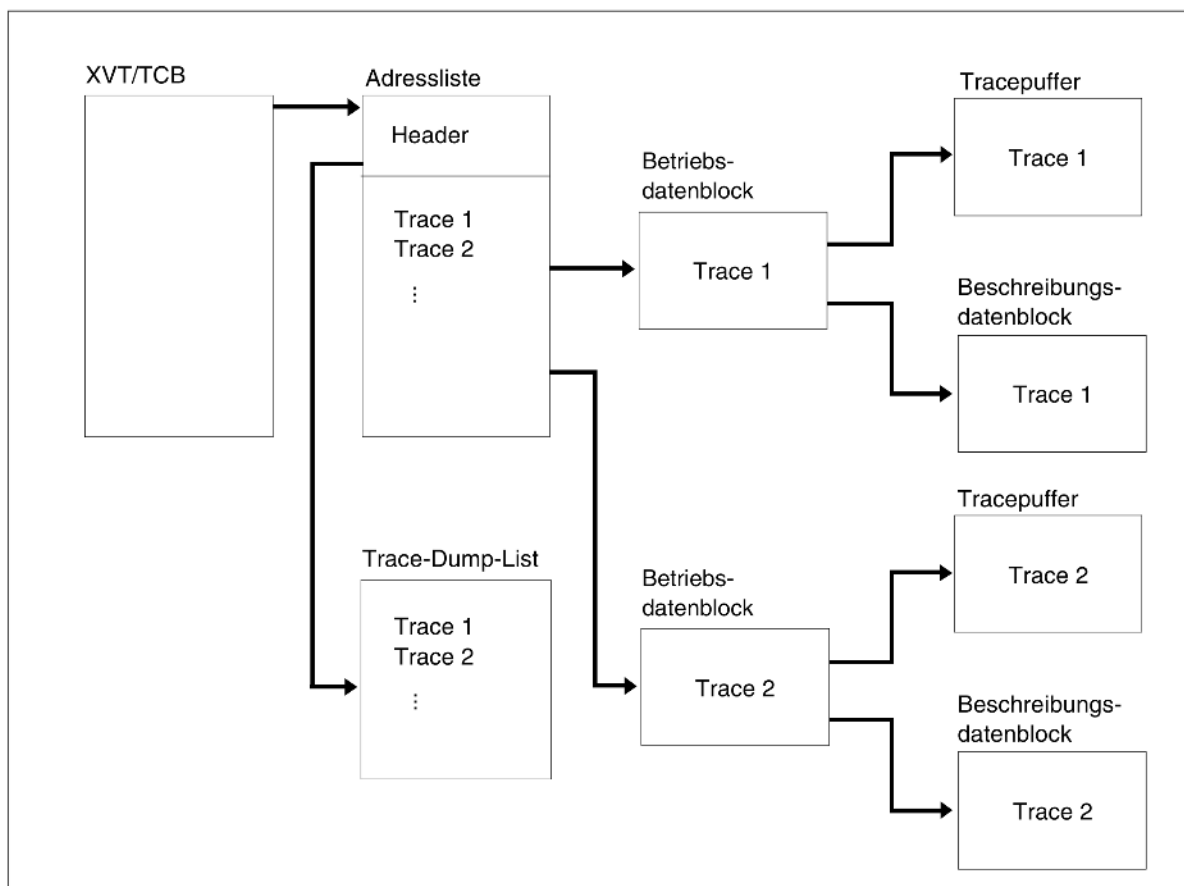 XVT/TCB
Adressliste
Header
Trace 1
Trace 2
⋮
Betriebs-
datenblock
Trace 1
Tracepuffer
Trace 1
Beschreibungs-
datenblock
Trace 1
Trace-Dump-List
Trace 1
Trace 2
⋮
Betriebs-
datenblock
Trace 2
Tracepuffer
Trace 2
Beschreibungs-
datenblock
Trace 2